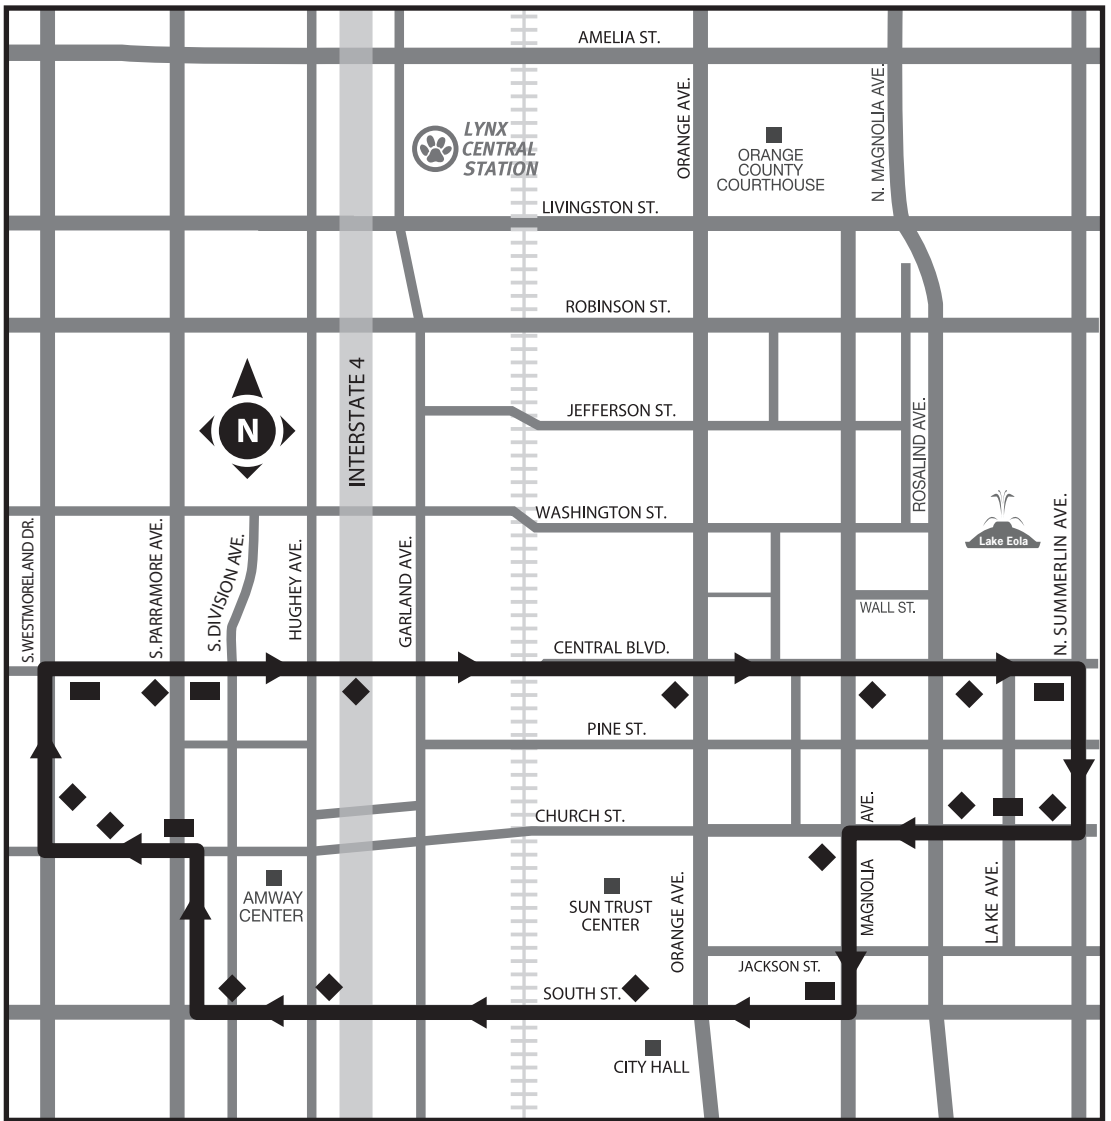 AMELIA ST.
ORANGE AVE.
N. MAGNOLIA AVE.
LYNX
CENTRAL
STATION
ORANGE
COUNTY
COURTHOUSE
LIVINGSTON ST.
ROBINSON ST.
INTERSTATE 4
N
JEFFERSON ST.
ROSALIND AVE.
WASHINGTON ST.
Lake Eola
S. WESTMORELAND DR.
S. PARRAMORE AVE.
S. DIVISION AVE.
HUGHEY AVE.
GARLAND AVE.
N. SUMMERLIN AVE.
WALL ST.
CENTRAL BLVD.
PINE ST.
CHURCH ST.
MAGNOLIA AVE.
AMWAY
CENTER
SUN TRUST
CENTER
ORANGE AVE.
LAKE AVE.
JACKSON ST.
SOUTH ST.
CITY HALL